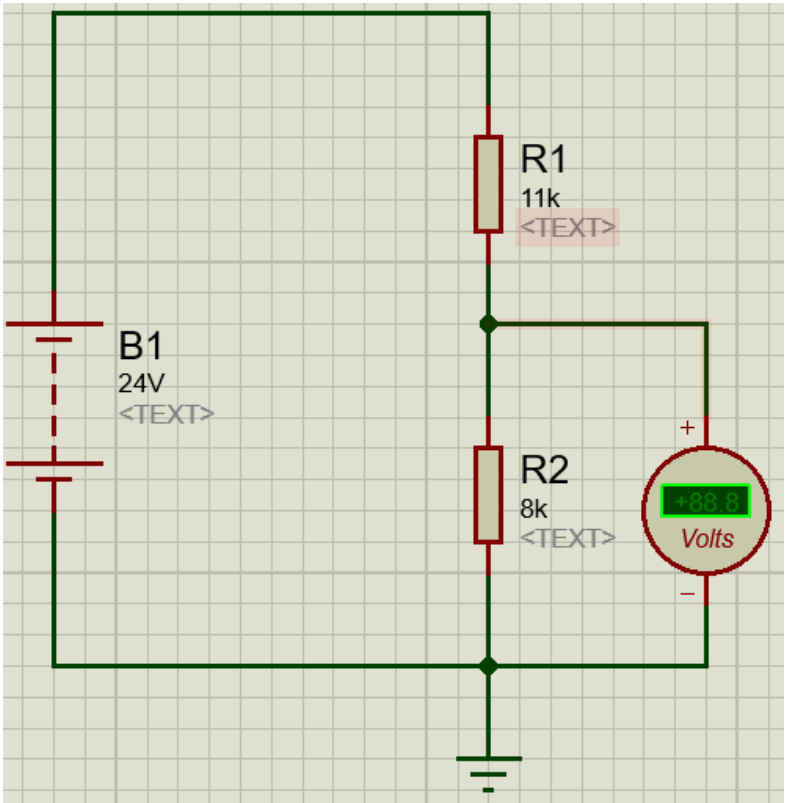 R1
11k
<TEXT>
B1
24V
<TEXT>
R2
8k
<TEXT>
+
+88.8
Volts
−